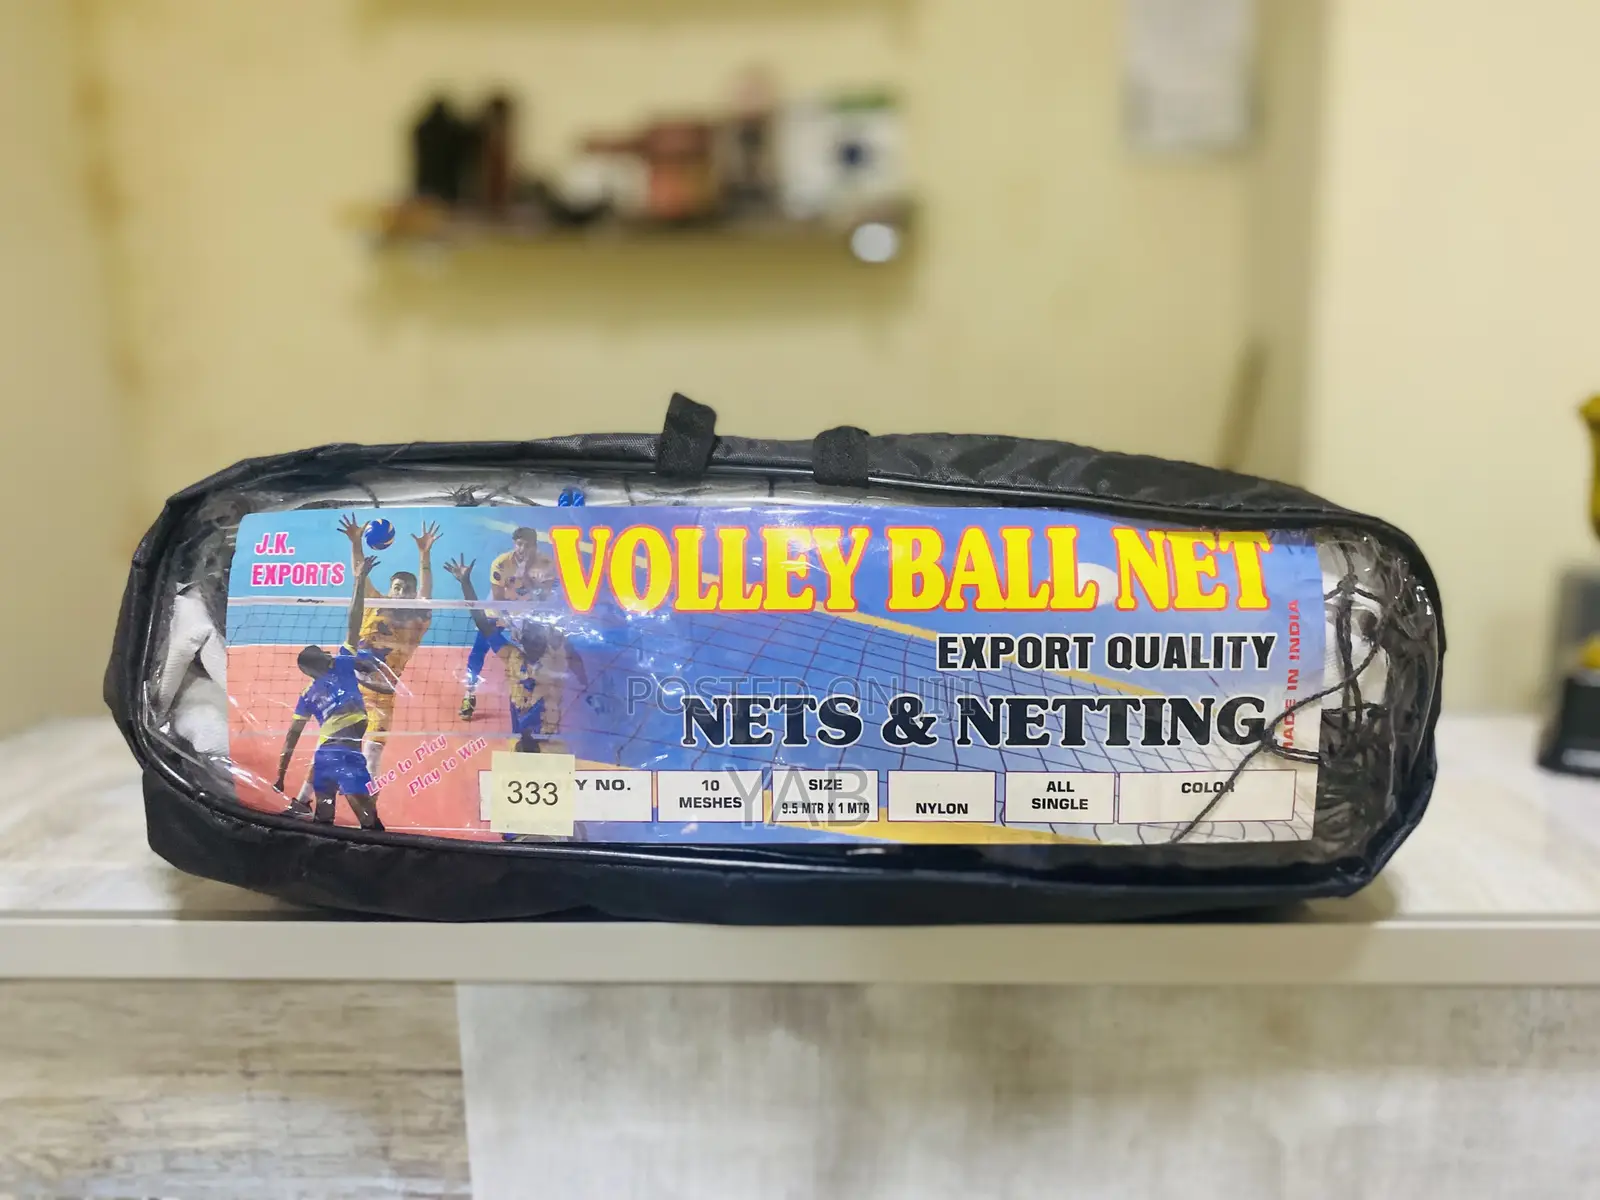 J.K.
EXPORTS
VOLLEY BALL NET
EXPORT QUALITY
MADE IN INDIA
NETS & NETTING
POSTED ON JIJI
YAB
Live to Play
Play to Win
333
Y NO.
10
MESHES
SIZE
9.5 MTR X 1 MTR
NYLON
ALL
SINGLE
COLOR